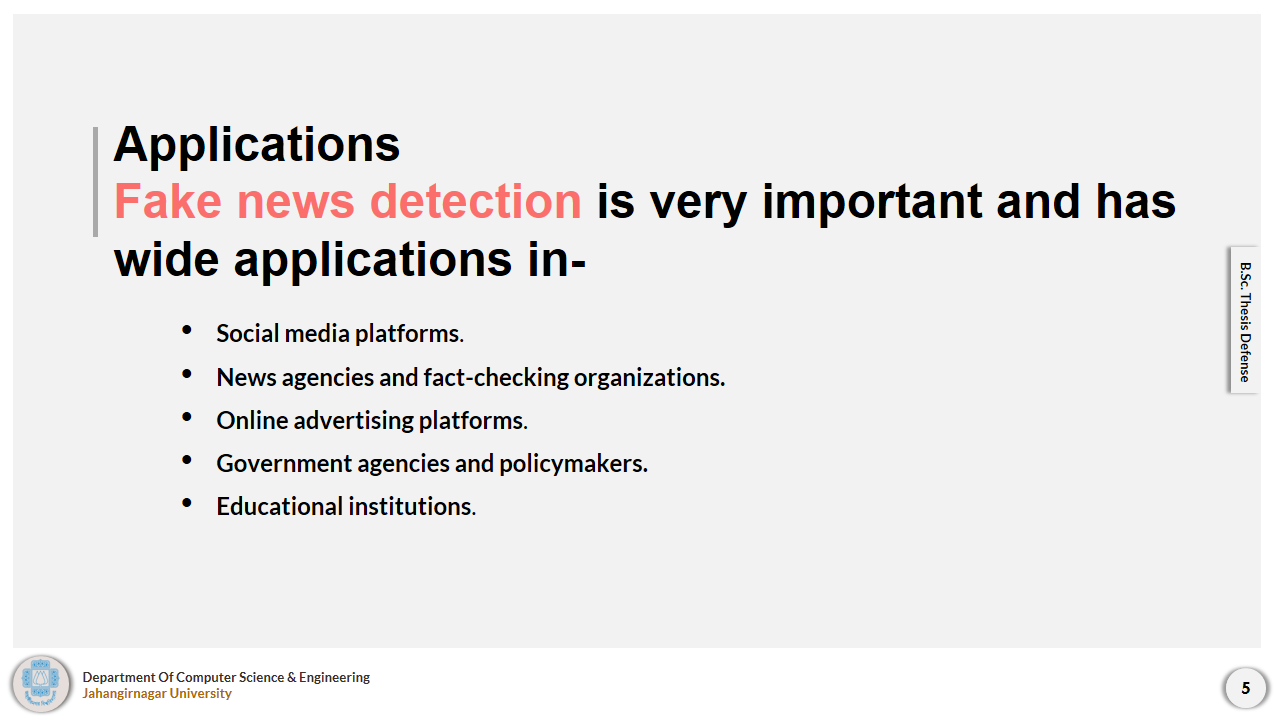 Applications
Fake news detection is very important and has
wide applications in-
• Social media platforms.
• News agencies and fact-checking organizations.
• Online advertising platforms.
• Government agencies and policymakers.
• Educational institutions.
B.Sc. Thesis Defense
Department Of Computer Science & Engineering
Jahangirnagar University
5